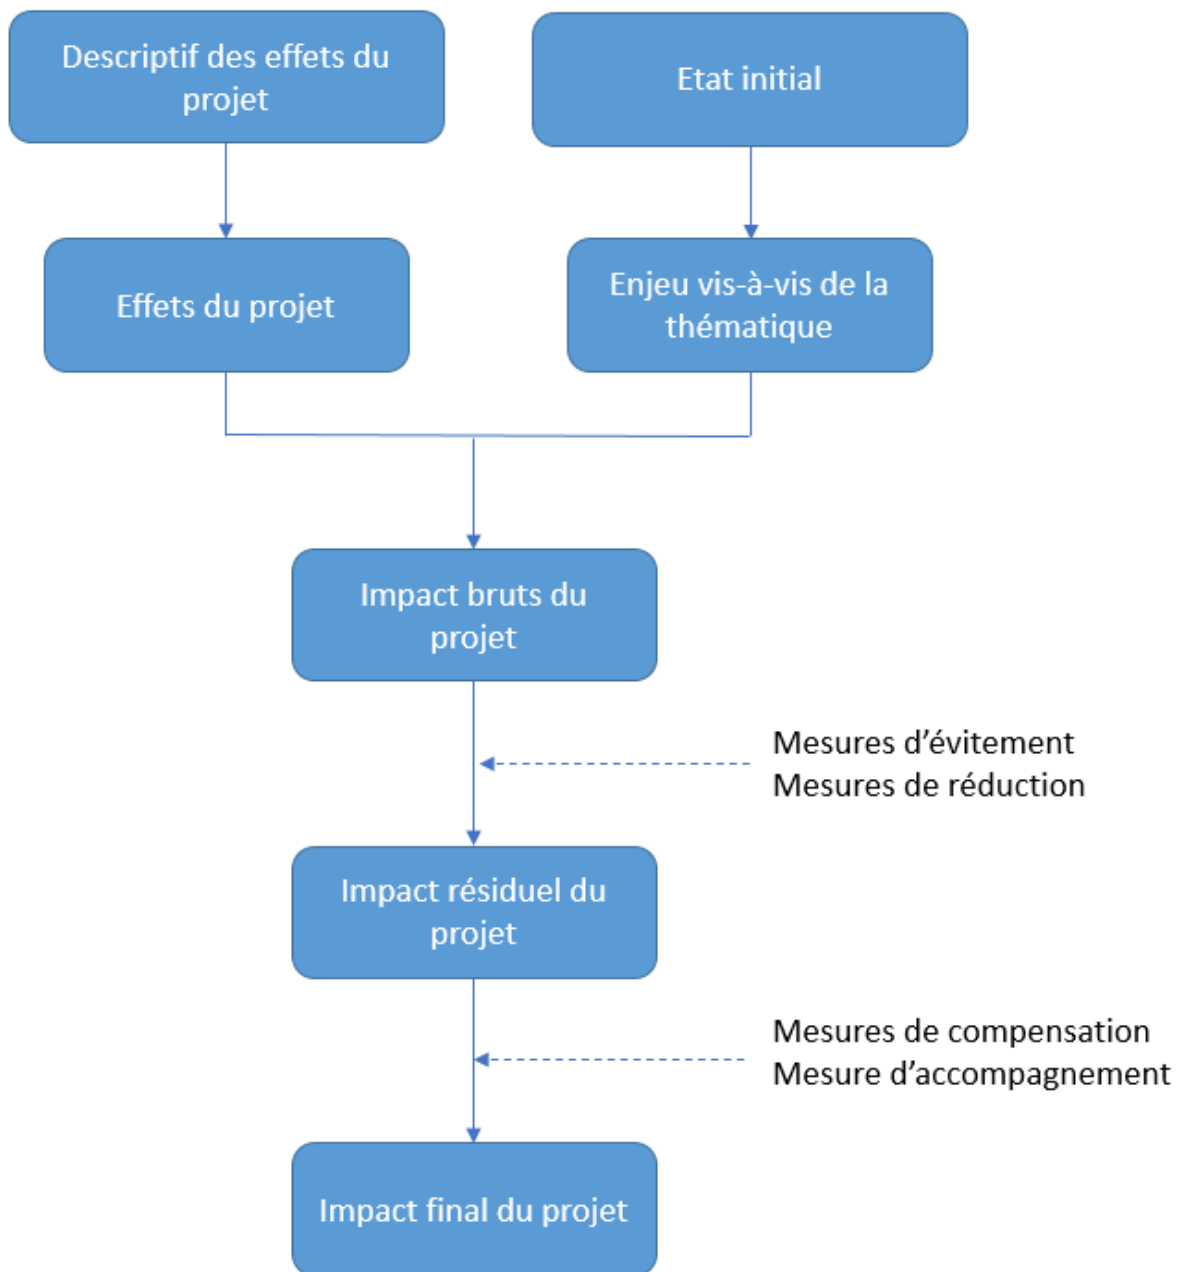 Descriptif des effets du
projet
Etat initial
Effets du projet
Enjeu vis-à-vis de la
thématique
Impact bruts du
projet
Mesures d’évitement
Mesures de réduction
Impact résiduel du
projet
Mesures de compensation
Mesure d’accompagnement
Impact final du projet